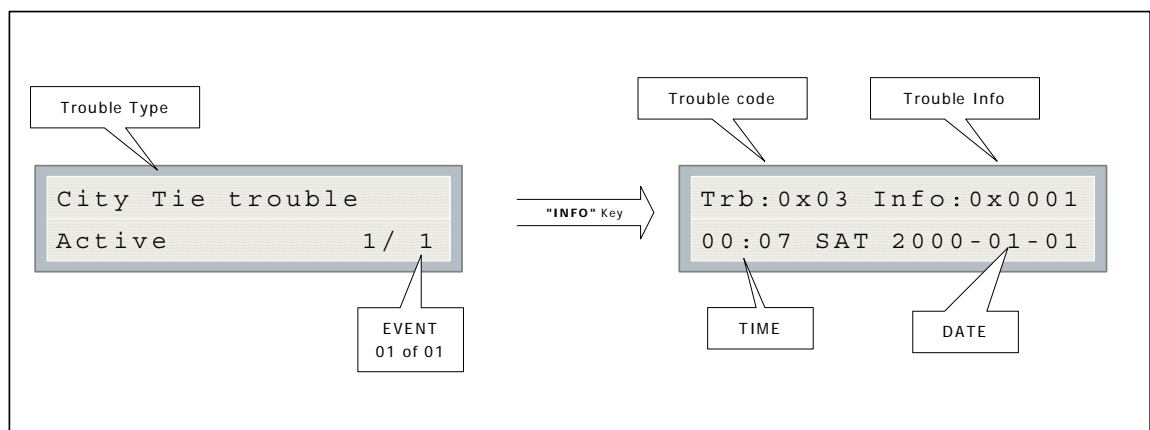 Trouble Type
Trouble code
Trouble Info
City Tie trouble
Active 1/ 1
"INFO" Key
Trb:0x03 Info:0x0001
00:07 SAT 2000-01-01
EVENT
01 of 01
TIME
DATE